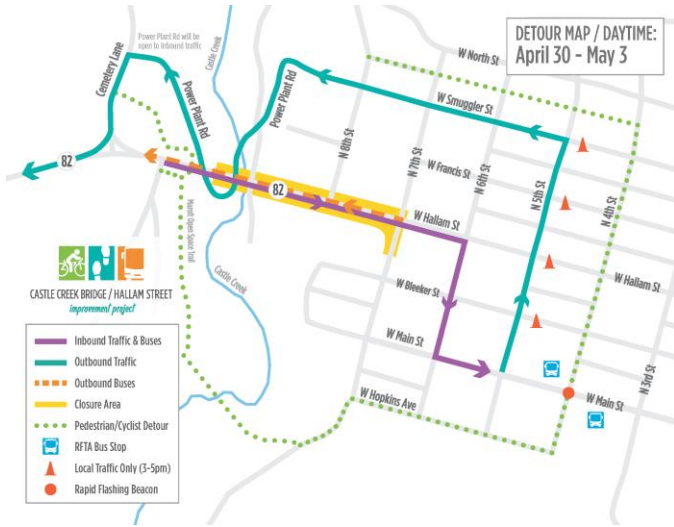 DETOUR MAP / DAYTIME:
April 30 - May 3
Power Plant Rd will be
open to Inbound Traffic
Castle Creek
W North St
Cemetery Lane
Power Plant Rd
Power Plant Rd
W Smuggler St
N 8th St
N 7th St
W Francis St
N 6th St
N 5th St
N 4th St
82
82
W Hallam St
W Hallam St
Marolt Open Space Trail
Castle Creek
W Bleeker St
W Main St
W Main St
N 3rd St
W Hopkins Ave
CASTLE CREEK BRIDGE / HALLAM STREET
improvement project
Inbound Traffic & Buses
Outbound Traffic
Outbound Buses
Closure Area
Pedestrian/Cyclist Detour
RFTA Bus Stop
Local Traffic Only (3-5pm)
Rapid Flashing Beacon